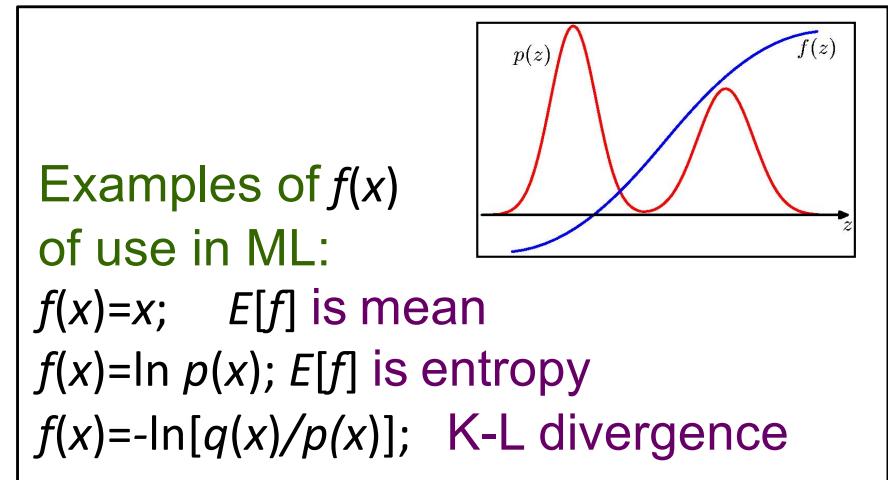 p(z)
f(z)
z
Examples of f(x)
of use in ML:
f(x)=x; E[f] is mean
f(x)=ln p(x); E[f] is entropy
f(x)=-ln[q(x)/p(x)]; K-L divergence